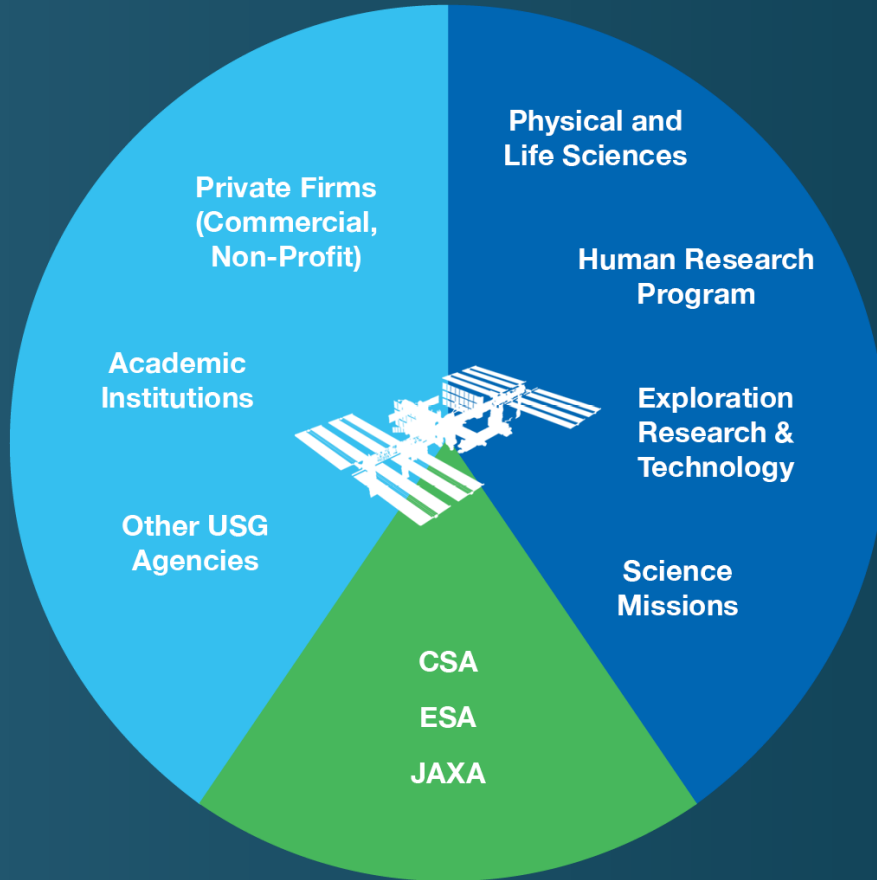 Physical and
Life Sciences
Human Research
Program
Exploration
Research &
Technology
Science
Missions
Private Firms
(Commercial,
Non-Profit)
Academic
Institutions
Other USG
Agencies
CSA
ESA
JAXA